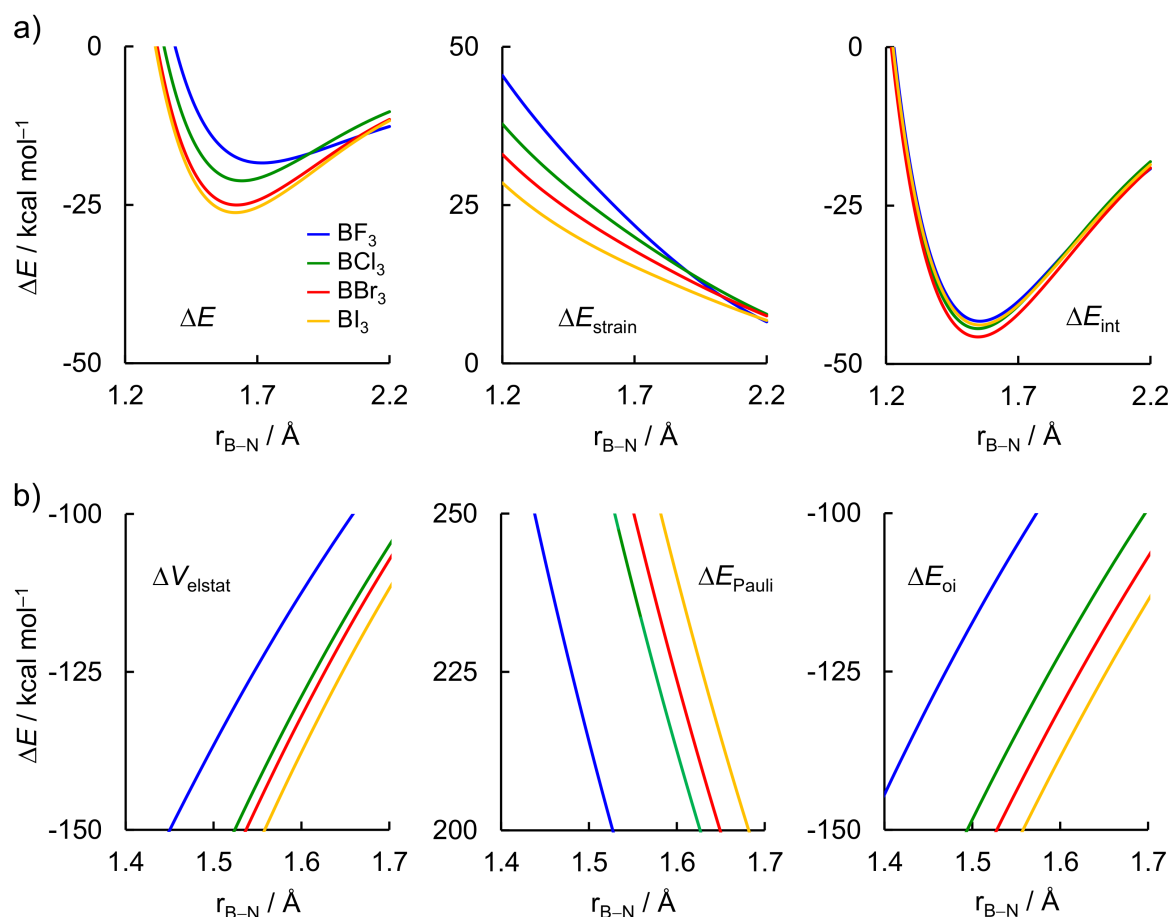 a)
ΔE / kcal mol⁻¹
0
-25
-50
1.2 1.7 2.2
r_B–N / Å
BF₃
BCl₃
BBr₃
BI₃
ΔE
50
25
0
1.2 1.7 2.2
r_B–N / Å
ΔE_strain
0
-25
-50
1.2 1.7 2.2
r_B–N / Å
ΔE_int
b)
ΔE / kcal mol⁻¹
-100
-125
-150
1.4 1.5 1.6 1.7
r_B–N / Å
ΔV_elstat
250
225
200
1.4 1.5 1.6 1.7
r_B–N / Å
ΔE_Pauli
-100
-125
-150
1.4 1.5 1.6 1.7
r_B–N / Å
ΔE_oi